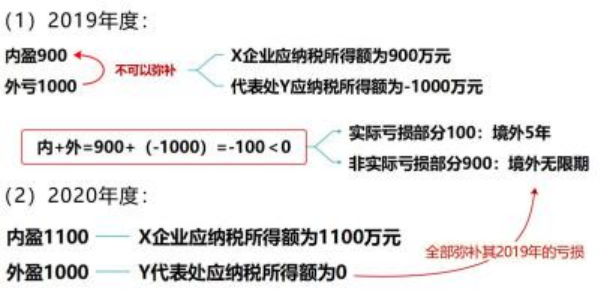 （1）2019年度：
内盈900
外亏1000
不可以弥补
X企业应纳税所得额为900万元
代表处Y应纳税所得额为-1000万元
内+外=900+（-1000）=-100＜0
实际亏损部分100：境外5年
非实际亏损部分900：境外无限期
（2）2020年度：
内盈1100 X企业应纳税所得额为1100万元
外盈1000 Y代表处应纳税所得额为0
全部弥补其2019年的亏损